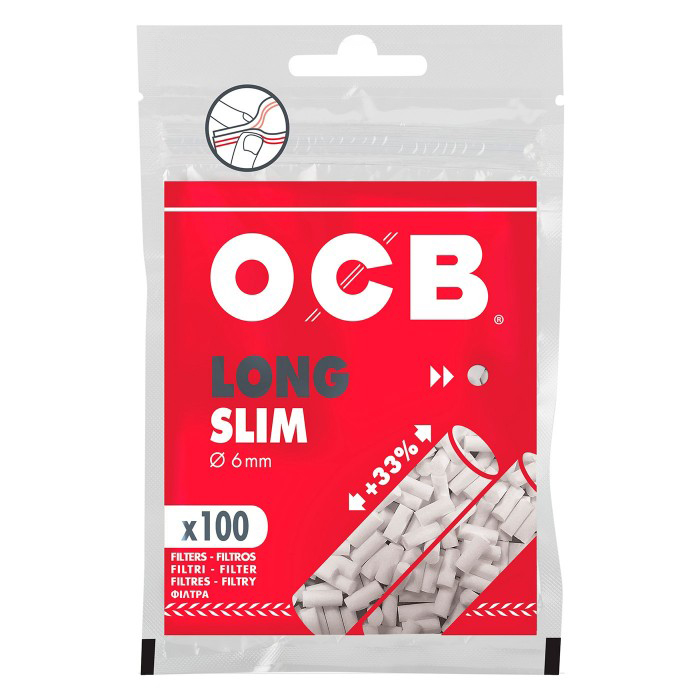 OCB®
LONG
SLIM
Ø 6mm
+33%
x100
FILTERS - FILTROS
FILTRI - FILTER
FILTRES - FILTRY
ΦΙΛΤΡΑ